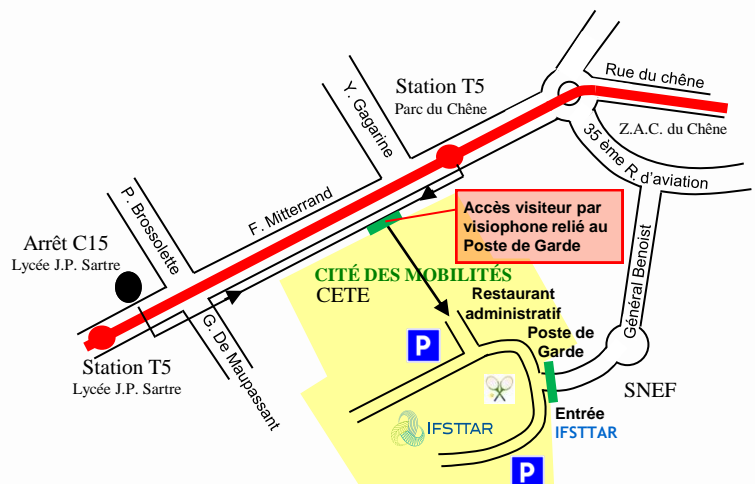 Rue du chêne
Station T5
Parc du Chêne
Y. Gagarine
Z.A.C. du Chêne
35 ème R. d'aviation
P. Brossolette
F. Mitterrand
Accès visiteur par
visiophone relié au
Poste de Garde
Arrêt C15
Lycée J.P. Sartre
CITÉ DES MOBILITÉS
CETE
Restaurant
administratif
Général Benoist
Poste de
Garde
G. De Maupassant
P
Station T5
Lycée J.P. Sartre
SNEF
Entrée
IFSTTAR
IFSTTAR
P